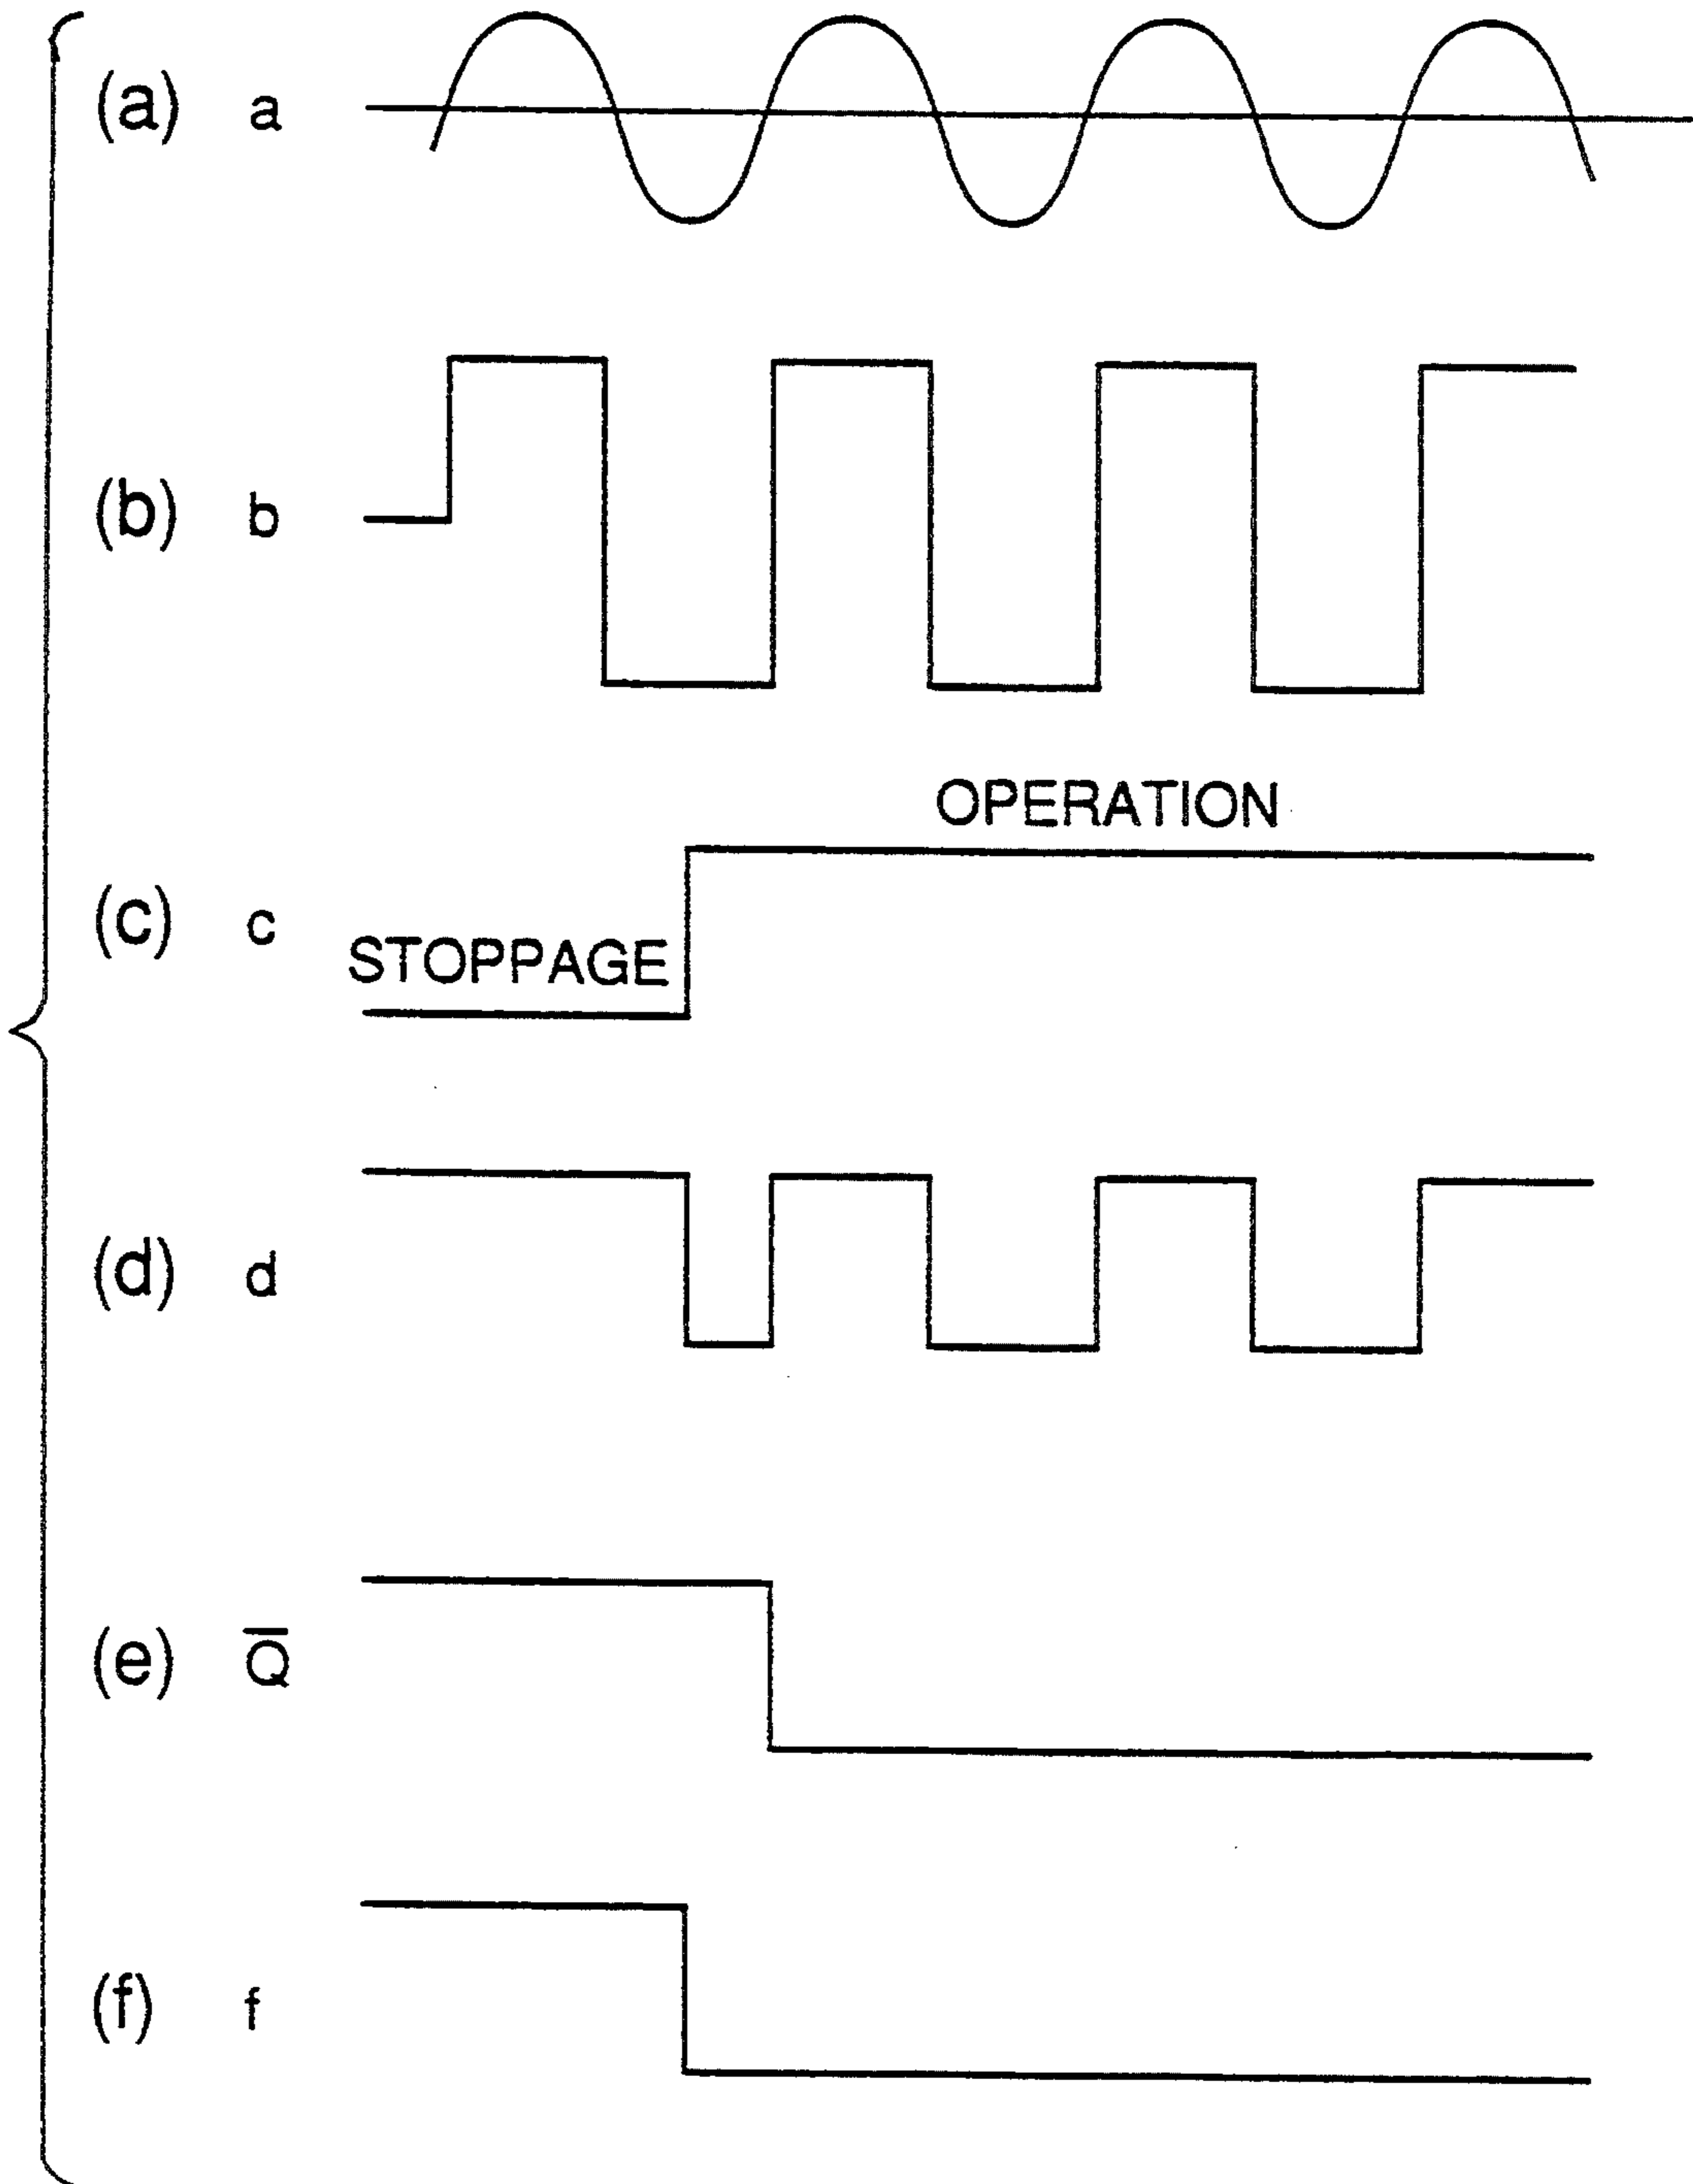 (a) a
(b) b
OPERATION
(c) c
STOPPAGE
(d) d
(e) Q̅
(f) f